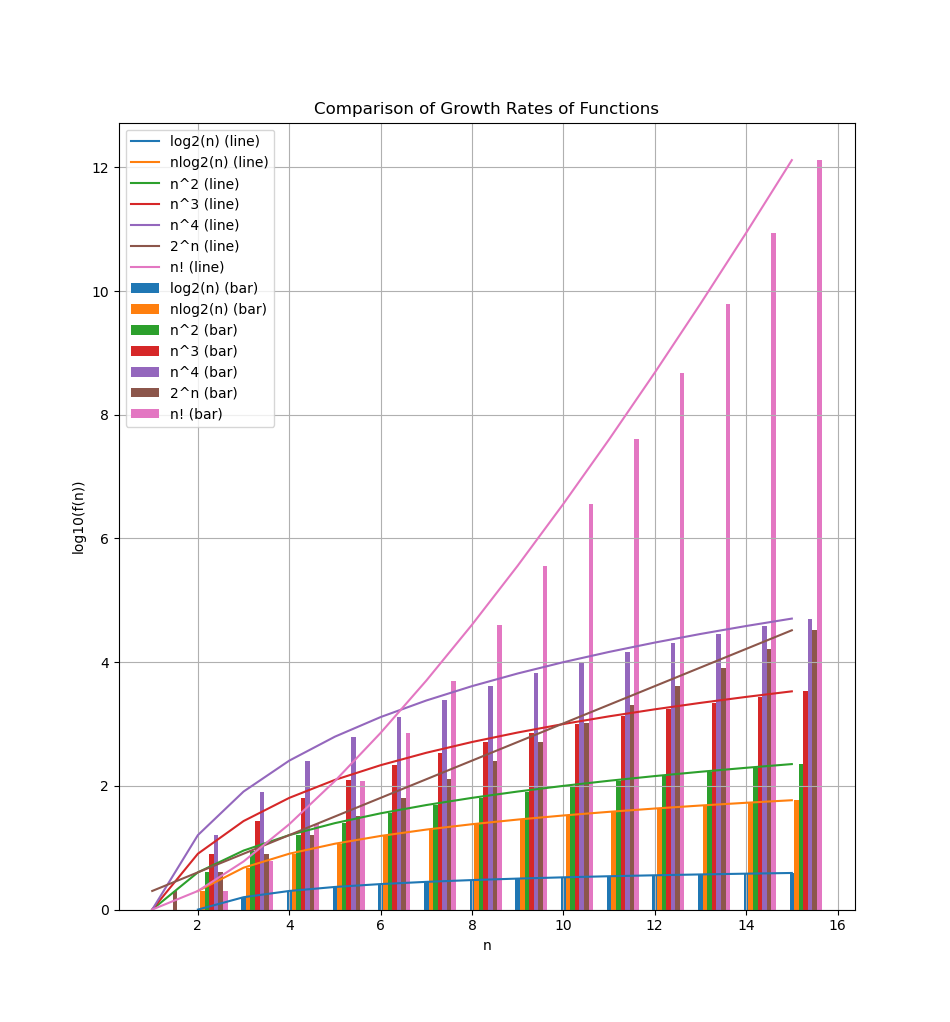 Comparison of Growth Rates of Functions
log2(n) (line)
nlog2(n) (line)
n^2 (line)
n^3 (line)
n^4 (line)
2^n (line)
n! (line)
log2(n) (bar)
nlog2(n) (bar)
n^2 (bar)
n^3 (bar)
n^4 (bar)
2^n (bar)
n! (bar)
12
10
8
6
4
2
0
log10(f(n))
2 4 6 8 10 12 14 16
n